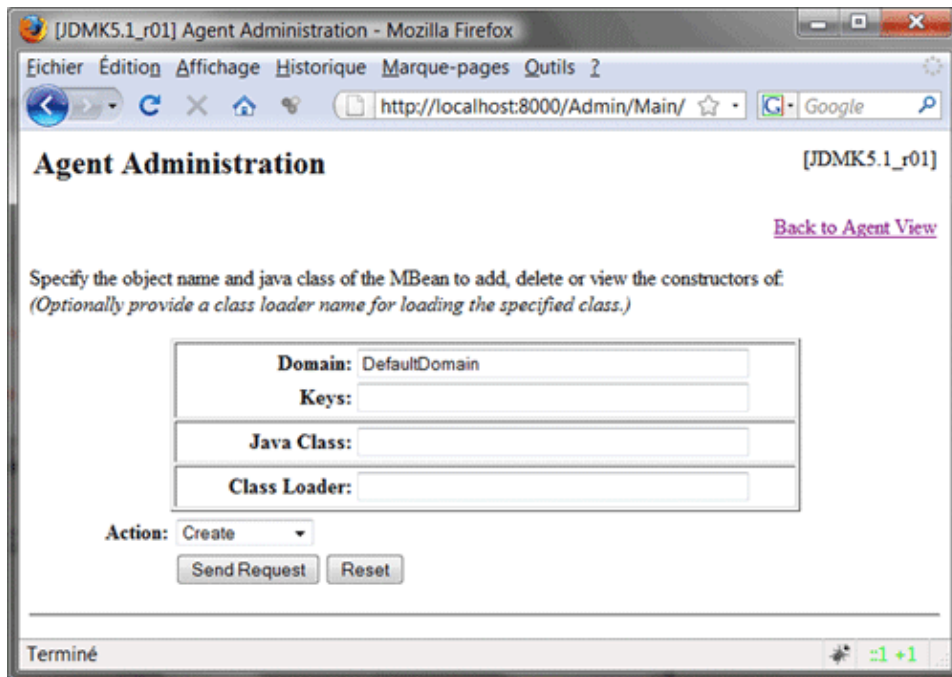 [JDMK5.1_r01] Agent Administration - Mozilla Firefox
Fichier Édition Affichage Historique Marque-pages Outils ?
http://localhost:8000/Admin/Main/ G Google
Agent Administration [JDMK5.1_r01]
Back to Agent View
Specify the object name and java class of the MBean to add, delete or view the constructors of:
(Optionally provide a class loader name for loading the specified class.)
Domain: DefaultDomain
Keys:
Java Class:
Class Loader:
Action: Create
Send Request Reset
Terminé ::1 +1